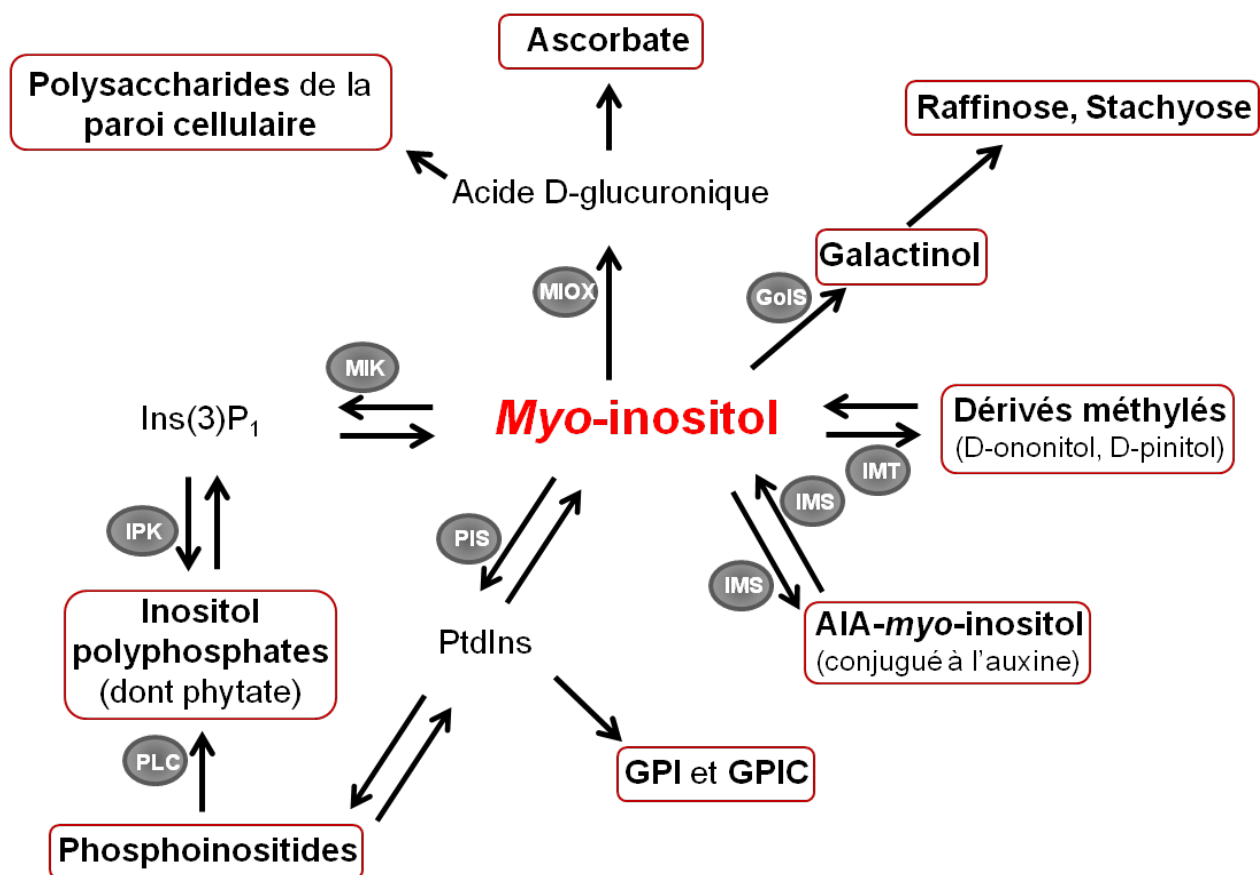 Ascorbate
Polysaccharides de la
paroi cellulaire
Raffinose, Stachyose
Acide D-glucuronique
Galactinol
MIOX
GolS
MIK
Ins(3)P₁
Myo-inositol
Dérivés méthylés
(D-ononitol, D-pinitol)
IMT
IMS
IPK
PIS
IMS
Inositol
polyphosphates
(dont phytate)
PtdIns
AIA-myo-inositol
(conjugué à l'auxine)
PLC
GPI et GPIC
Phosphoinositides